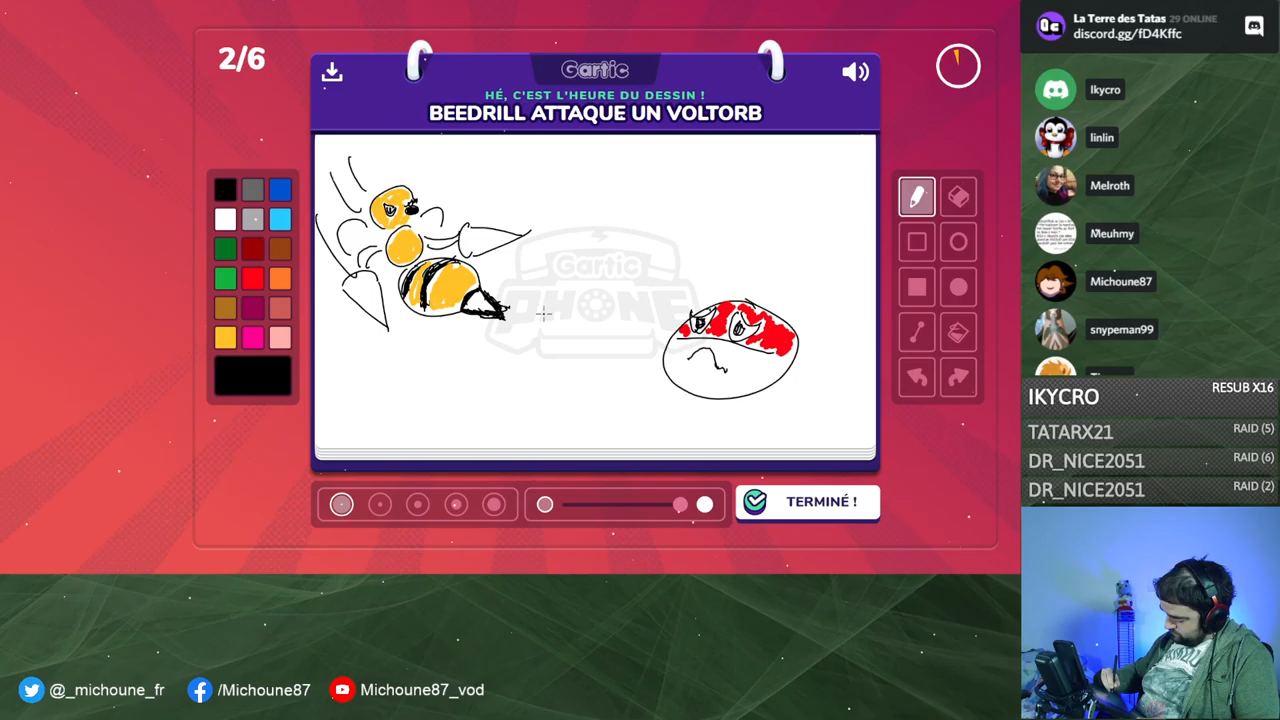 2/6
Gartic
HÉ, C'EST L'HEURE DU DESSIN !
BEEDRILL ATTAQUE UN VOLTORB
Gartic
PHONE
TERMINÉ !
La Terre des Tatas 29 ONLINE
discord.gg/fD4Kffc
Ikycro
linlin
Melroth
Meuhmy
Michoune87
snypeman99
IKYCRO RESUB X16
TATARX21 RAID (5)
DR_NICE2051 RAID (6)
DR_NICE2051 RAID (2)
@_michoune_fr
/Michoune87
Michoune87_vod